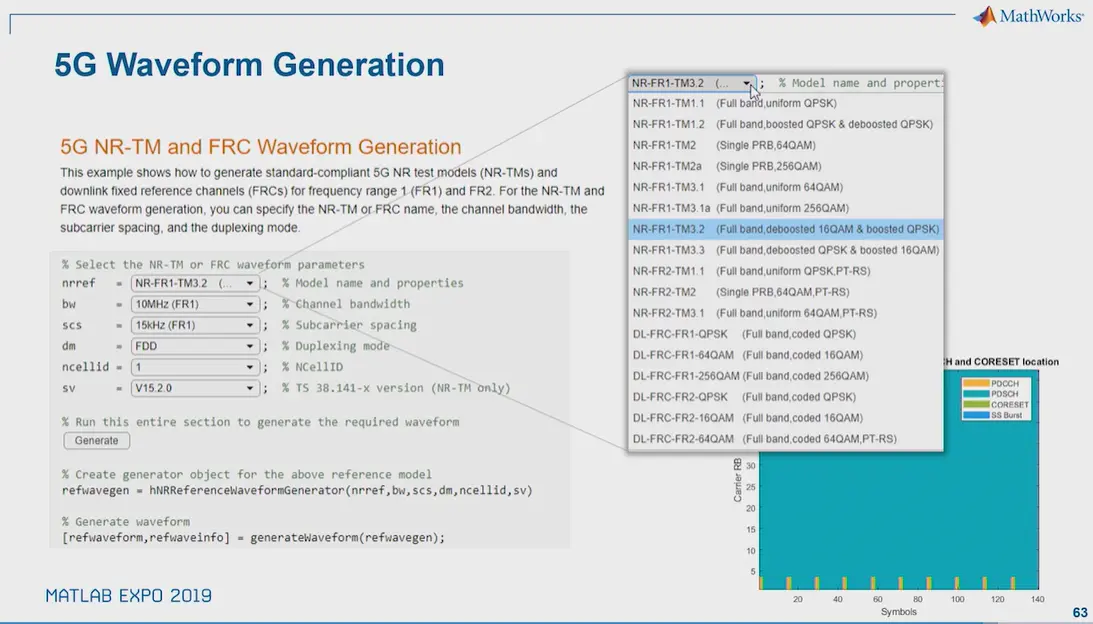 MathWorks
5G Waveform Generation
5G NR-TM and FRC Waveform Generation
This example shows how to generate standard-compliant 5G NR test models (NR-TMs) and
downlink fixed reference channels (FRCs) for frequency range 1 (FR1) and FR2. For the NR-TM and
FRC waveform generation, you can specify the NR-TM or FRC name, the channel bandwidth, the
subcarrier spacing, and the duplexing mode.
% Select the NR-TM or FRC waveform parameters
nrref = NR-FR1-TM3.2 (... ; % Model name and properties
bw = 10MHz (FR1) ; % Channel bandwidth
scs = 15kHz (FR1) ; % Subcarrier spacing
dm = FDD ; % Duplexing mode
ncellid = 1 ; % NCellID
sv = V15.2.0 ; % TS 38.141-x version (NR-TM only)
% Run this entire section to generate the required waveform
Generate
% Create generator object for the above reference model
refwavegen = hNRReferenceWaveformGenerator(nrref,bw,scs,dm,ncellid,sv)
% Generate waveform
[refwaveform,refwaveinfo] = generateWaveform(refwavegen);
NR-FR1-TM3.2 (... ; % Model name and properti
NR-FR1-TM1.1 (Full band,uniform QPSK)
NR-FR1-TM1.2 (Full band,boosted QPSK & deboosted QPSK)
NR-FR1-TM2 (Single PRB,64QAM)
NR-FR1-TM2a (Single PRB,256QAM)
NR-FR1-TM3.1 (Full band,uniform 64QAM)
NR-FR1-TM3.1a (Full band,uniform 256QAM)
NR-FR1-TM3.2 (Full band,deboosted 16QAM & boosted QPSK)
NR-FR1-TM3.3 (Full band,deboosted QPSK & boosted 16QAM)
NR-FR2-TM1.1 (Full band,uniform QPSK,PT-RS)
NR-FR2-TM2 (Single PRB,64QAM,PT-RS)
NR-FR2-TM3.1 (Full band,uniform 64QAM,PT-RS)
DL-FRC-FR1-QPSK (Full band,coded QPSK)
DL-FRC-FR1-64QAM (Full band,coded 16QAM)
DL-FRC-FR1-256QAM (Full band,coded 256QAM)
DL-FRC-FR2-QPSK (Full band,coded QPSK)
DL-FRC-FR2-16QAM (Full band,coded 16QAM)
DL-FRC-FR2-64QAM (Full band,coded 64QAM,PT-RS)
CH and CORESET location
PDCCH
PDSCH
CORESET
SS Burst
Carrier RB
30
25
20
15
10
5
20 40 60 80 100 120 140
Symbols
MATLAB EXPO 2019
63